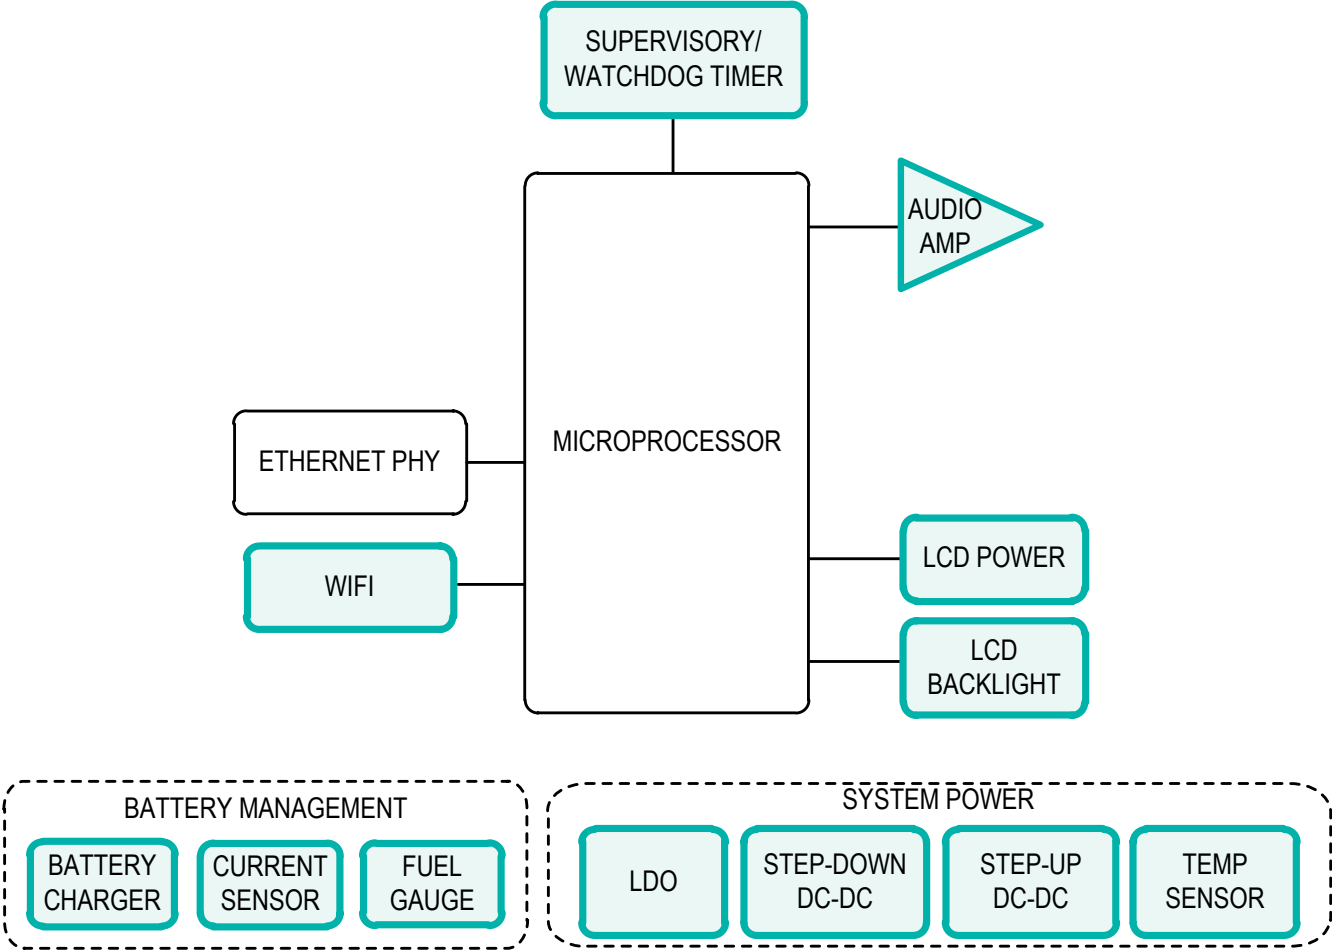 SUPERVISORY/
WATCHDOG TIMER
AUDIO
AMP
MICROPROCESSOR
ETHERNET PHY
WIFI
LCD POWER
LCD
BACKLIGHT
BATTERY MANAGEMENT
BATTERY
CHARGER
CURRENT
SENSOR
FUEL
GAUGE
SYSTEM POWER
LDO
STEP-DOWN
DC-DC
STEP-UP
DC-DC
TEMP
SENSOR